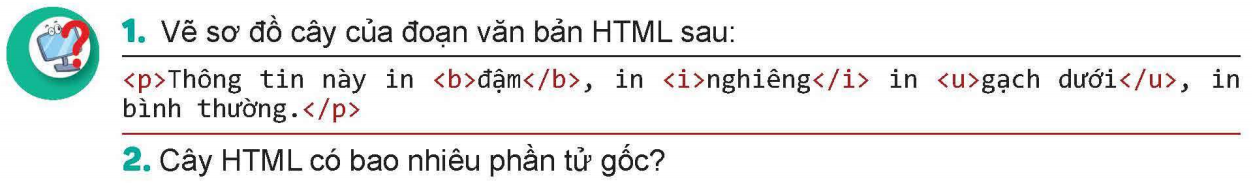 1. Vẽ sơ đồ cây của đoạn văn bản HTML sau:
<p>Thông tin này in <b>đậm</b>, in <i>nghiêng</i> in <u>gạch dưới</u>, in
bình thường.</p>
2. Cây HTML có bao nhiêu phần tử gốc?